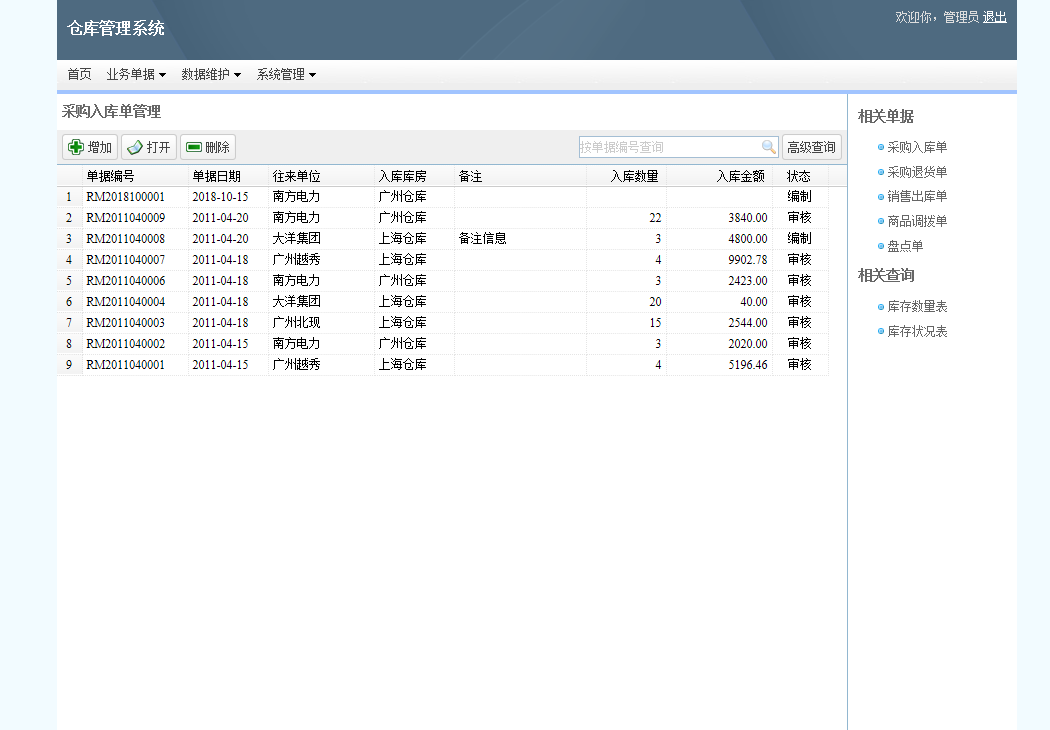 仓库管理系统
欢迎你，管理员 退出
首页 业务单据 数据维护 系统管理
采购入库单管理
增加 打开 删除 按单据编号查询 高级查询
单据编号 单据日期 往来单位 入库库房 备注 入库数量 入库金额 状态
1 RM2018100001 2018-10-15 南方电力 广州仓库 编制
2 RM2011040009 2011-04-20 南方电力 广州仓库 22 3840.00 审核
3 RM2011040008 2011-04-20 大洋集团 上海仓库 备注信息 3 4800.00 编制
4 RM2011040007 2011-04-18 广州越秀 上海仓库 4 9902.78 审核
5 RM2011040006 2011-04-18 南方电力 广州仓库 3 2423.00 审核
6 RM2011040004 2011-04-18 大洋集团 上海仓库 20 40.00 审核
7 RM2011040003 2011-04-18 广州北现 上海仓库 15 2544.00 审核
8 RM2011040002 2011-04-15 南方电力 广州仓库 3 2020.00 审核
9 RM2011040001 2011-04-15 广州越秀 上海仓库 4 5196.46 审核
相关单据
采购入库单
采购退货单
销售出库单
商品调拨单
盘点单
相关查询
库存数量表
库存状况表